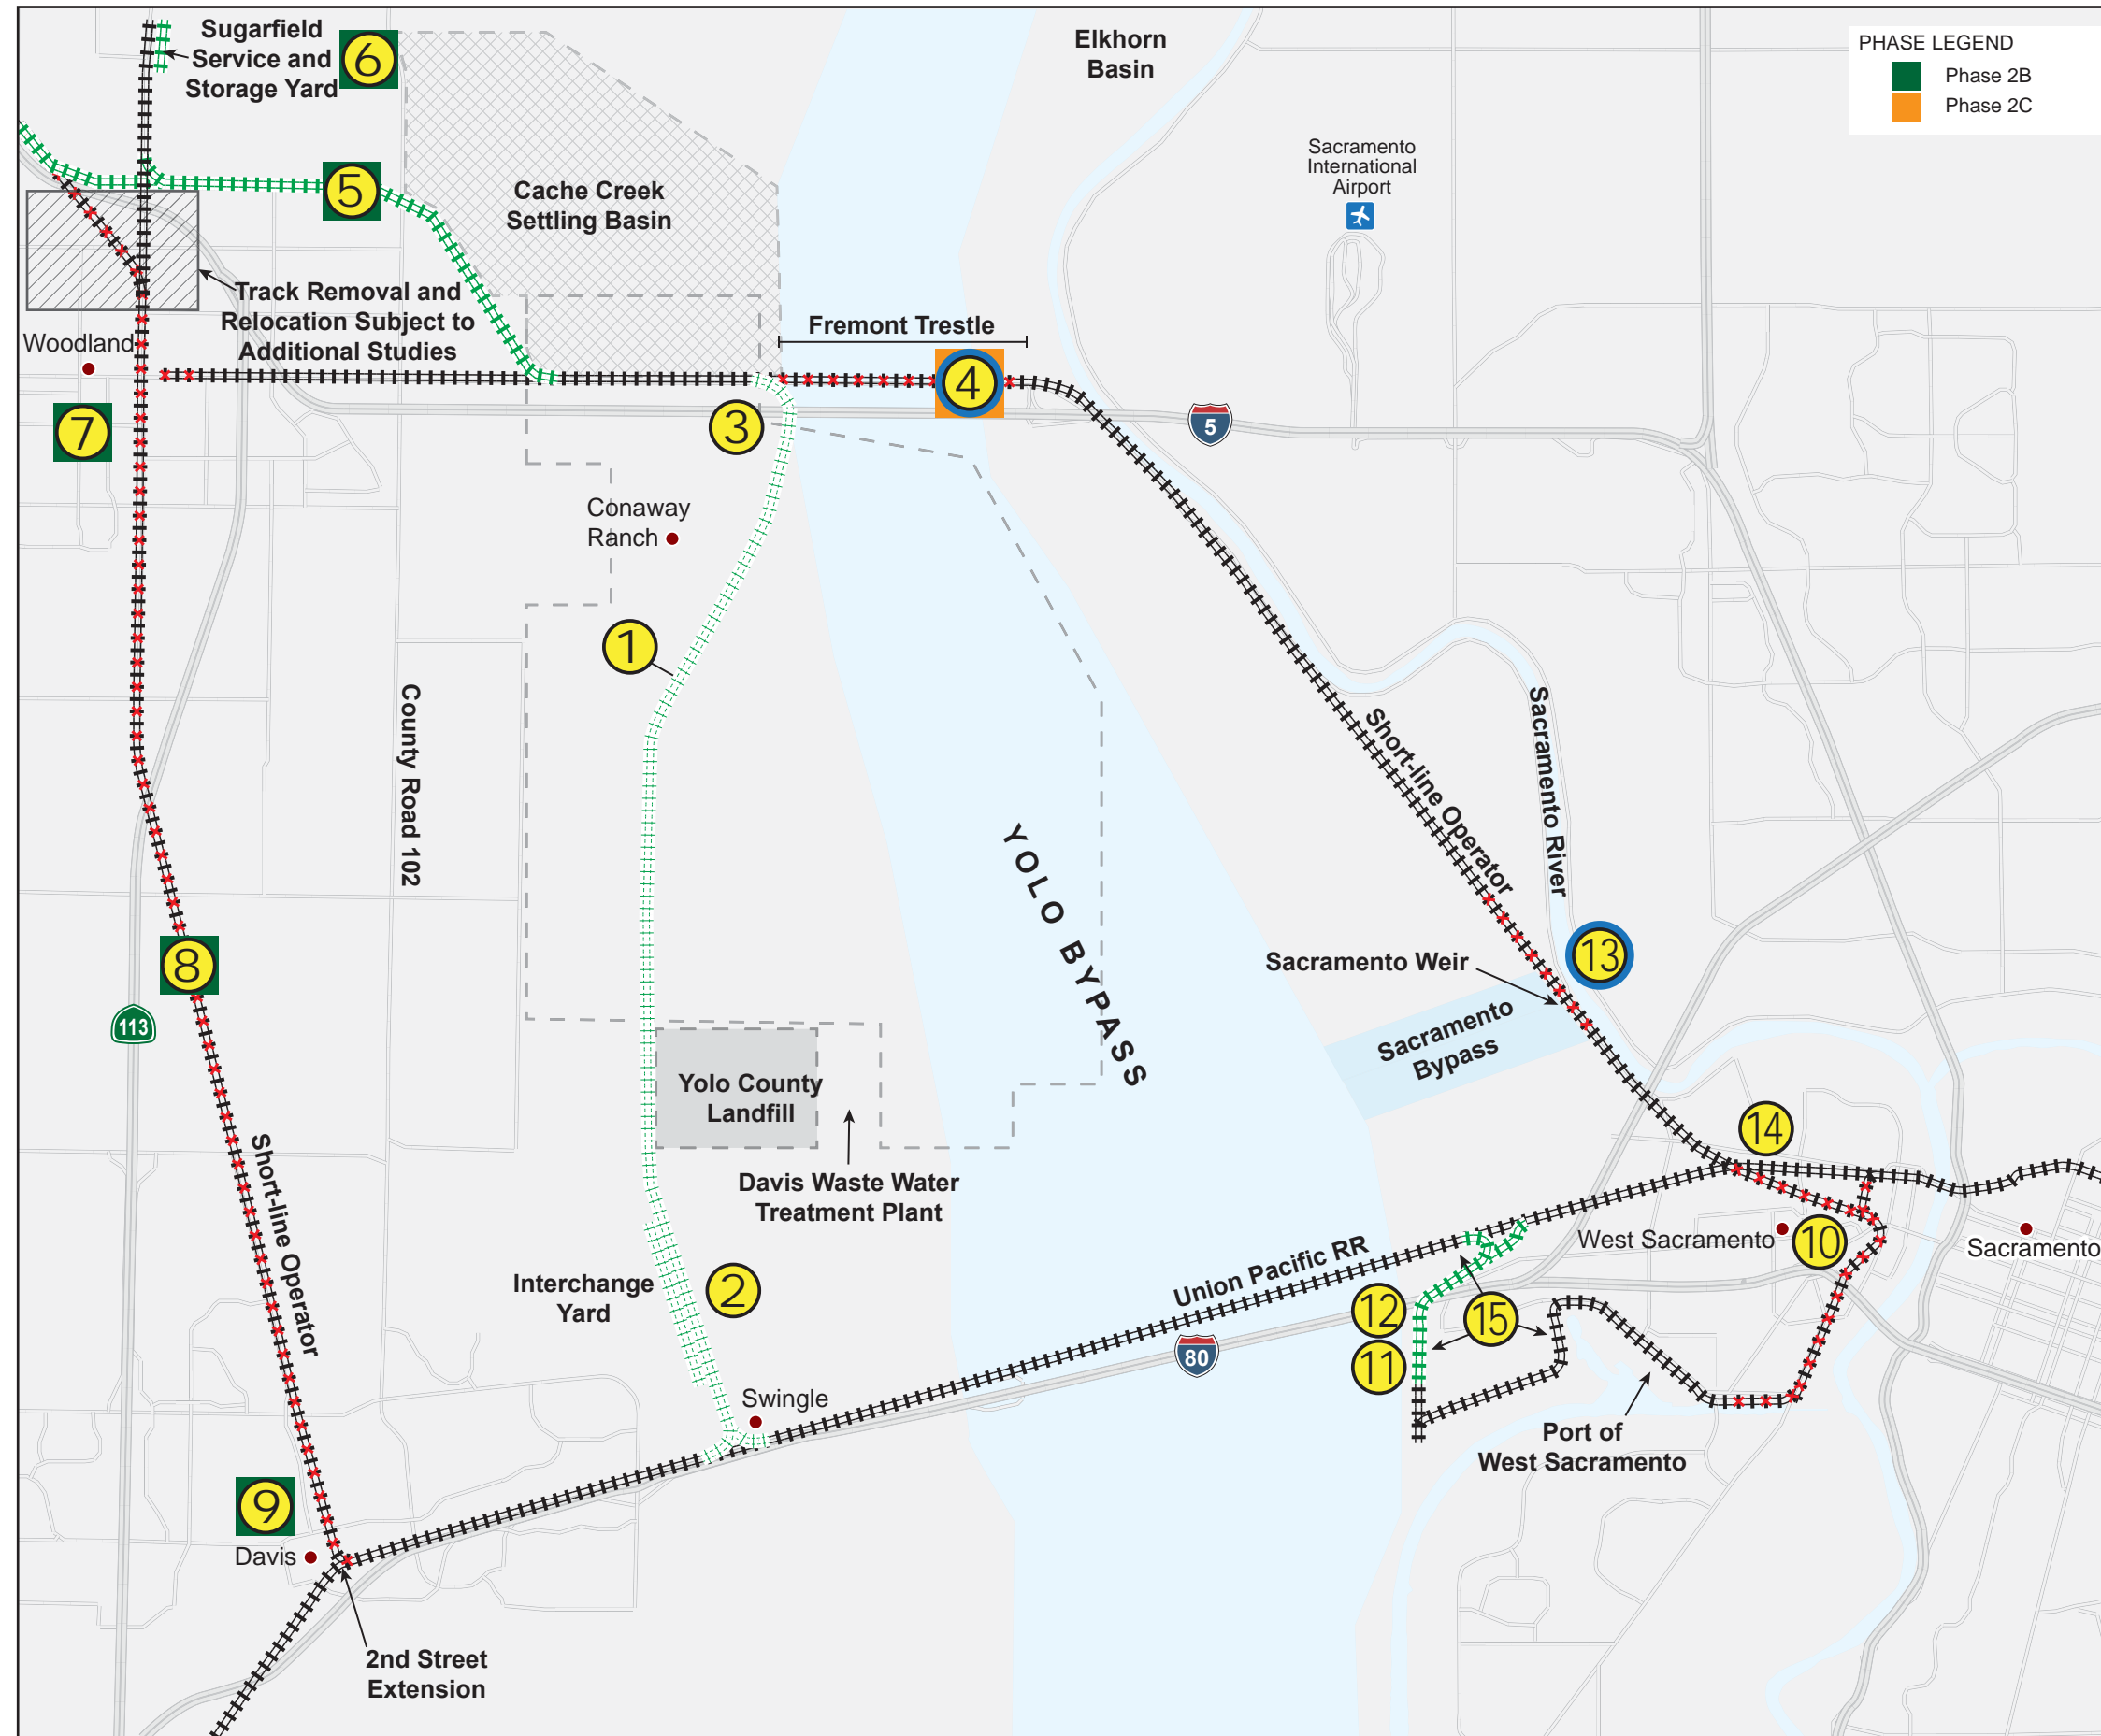 Sugarfield
Service and
Storage Yard
6
Elkhorn
Basin
PHASE LEGEND
Phase 2B
Phase 2C
Sacramento
International
Airport
5
Cache Creek
Settling Basin
Track Removal and
Relocation Subject to
Additional Studies
Woodland
Fremont Trestle
4
7
3
5
Conaway
Ranch
1
County Road 102
Short-line Operator
Sacramento River
YOLO BYPASS
8
113
Sacramento Weir
13
Sacramento
Bypass
Yolo County
Landfill
Davis Waste Water
Treatment Plant
14
Short-line Operator
Interchange
Yard
2
Union Pacific RR
West Sacramento
10
Sacramento
12
15
11
80
Swingle
Port of
West Sacramento
9
Davis
2nd Street
Extension